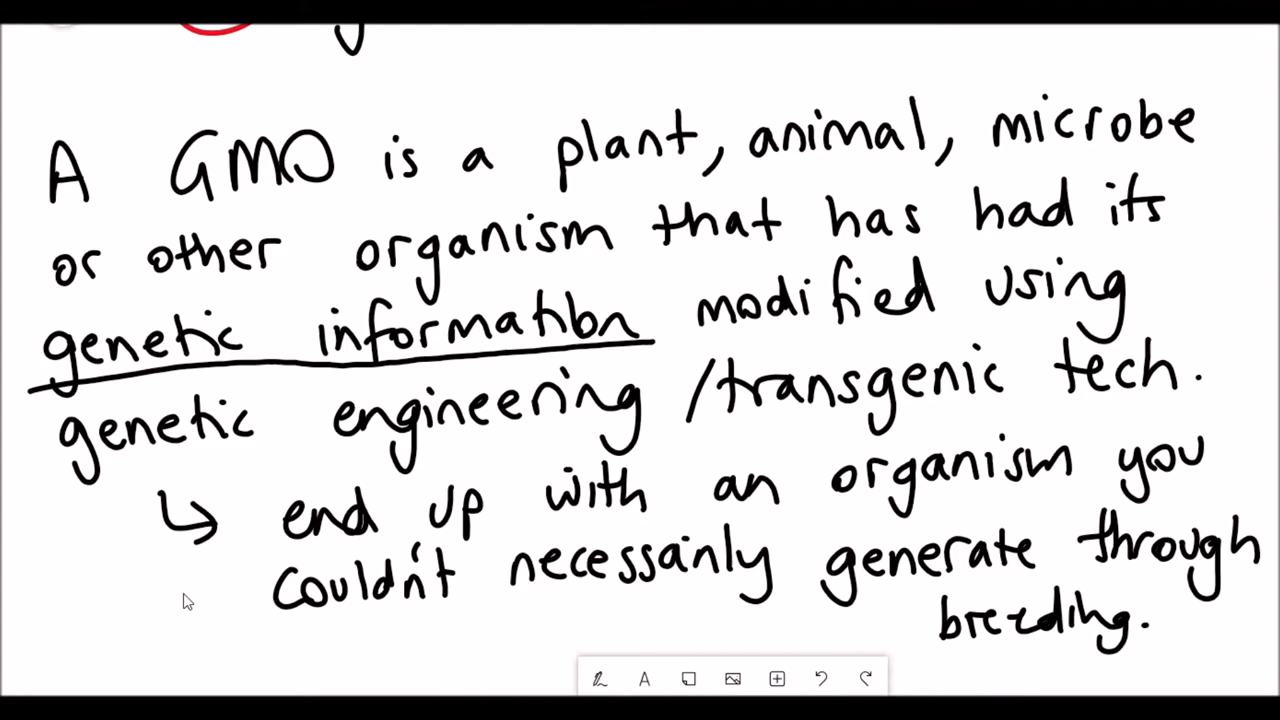 A GMO is a plant, animal, microbe
or other organism that has had its
genetic information modified using
genetic engineering /transgenic tech.
↳ end up with an organism you
couldn't necessarily generate through
breeding.
A